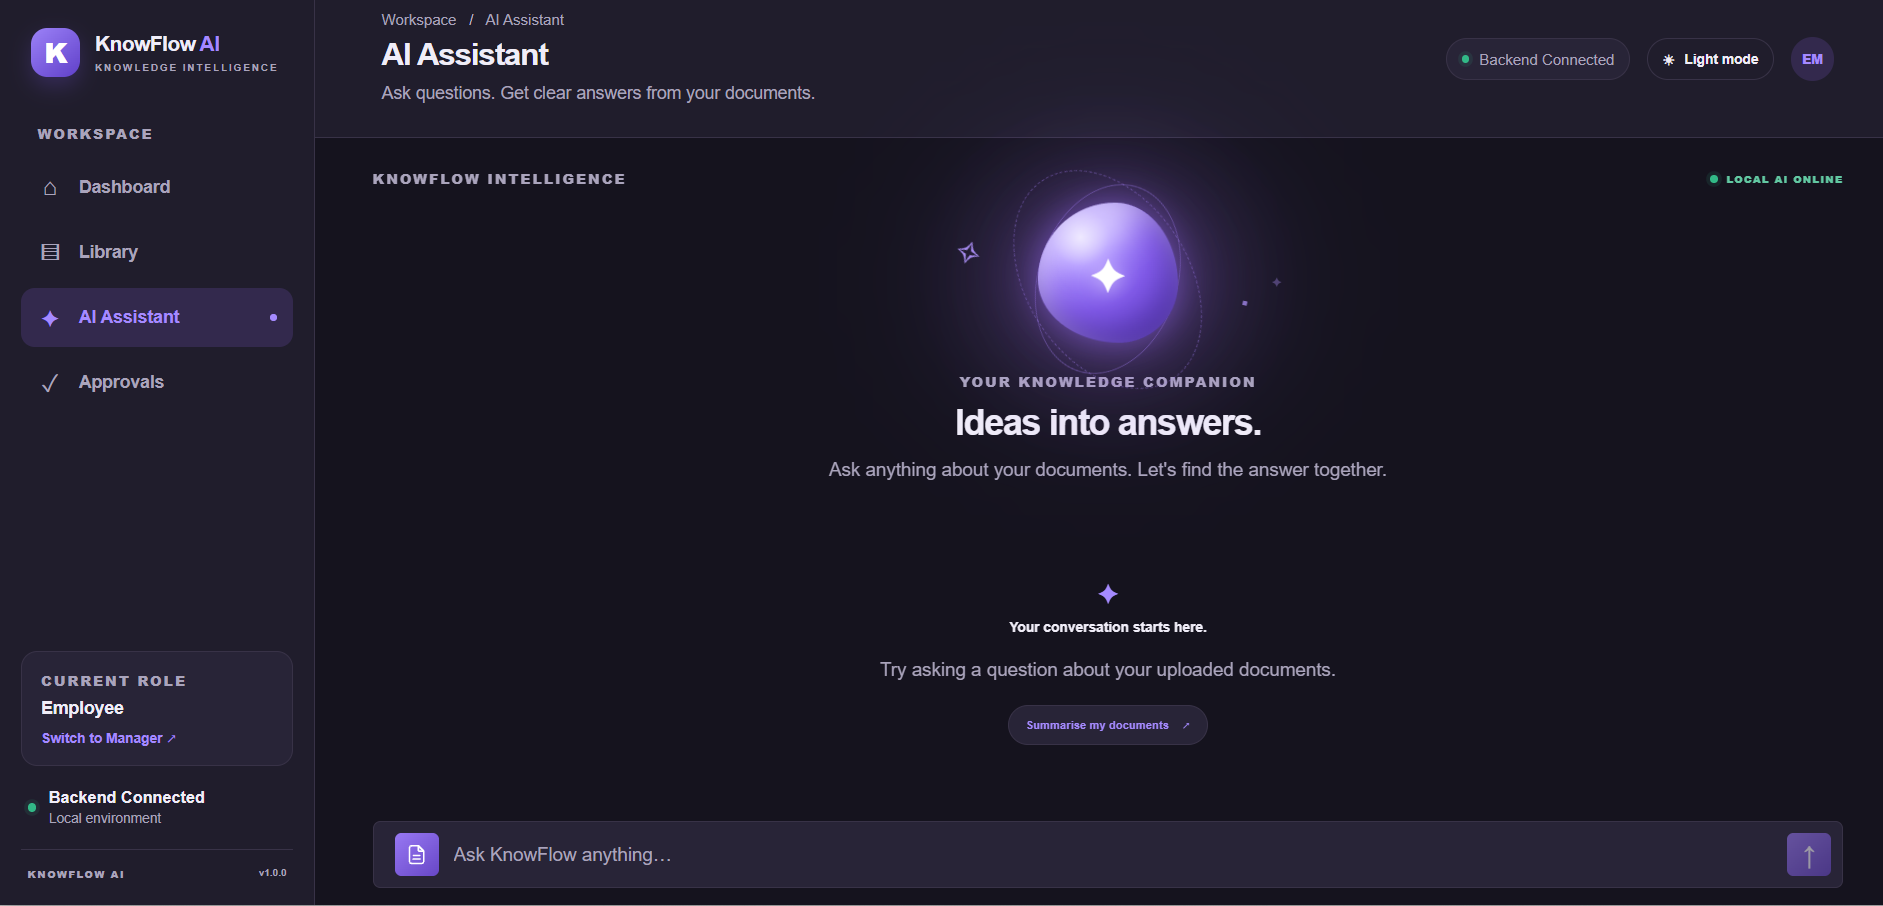 K
KnowFlow AI
KNOWLEDGE INTELLIGENCE
WORKSPACE
Dashboard
Library
AI Assistant
Approvals
CURRENT ROLE
Employee
Switch to Manager ↗
Backend Connected
Local environment
KNOWFLOW AI
v1.0.0
Workspace / AI Assistant
AI Assistant
Ask questions. Get clear answers from your documents.
Backend Connected
Light mode
EM
KNOWFLOW INTELLIGENCE
LOCAL AI ONLINE
YOUR KNOWLEDGE COMPANION
Ideas into answers.
Ask anything about your documents. Let's find the answer together.
Your conversation starts here.
Try asking a question about your uploaded documents.
Summarise my documents ↗
Ask KnowFlow anything…